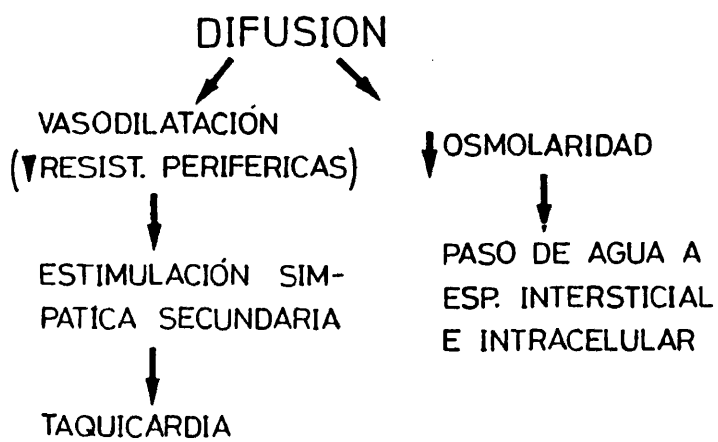 DIFUSION
VASODILATACIÓN
(▼RESIST. PERIFERICAS)
ESTIMULACIÓN SIM-
PATICA SECUNDARIA
TAQUICARDIA
↓OSMOLARIDAD
PASO DE AGUA A
ESP. INTERSTICIAL
E INTRACELULAR